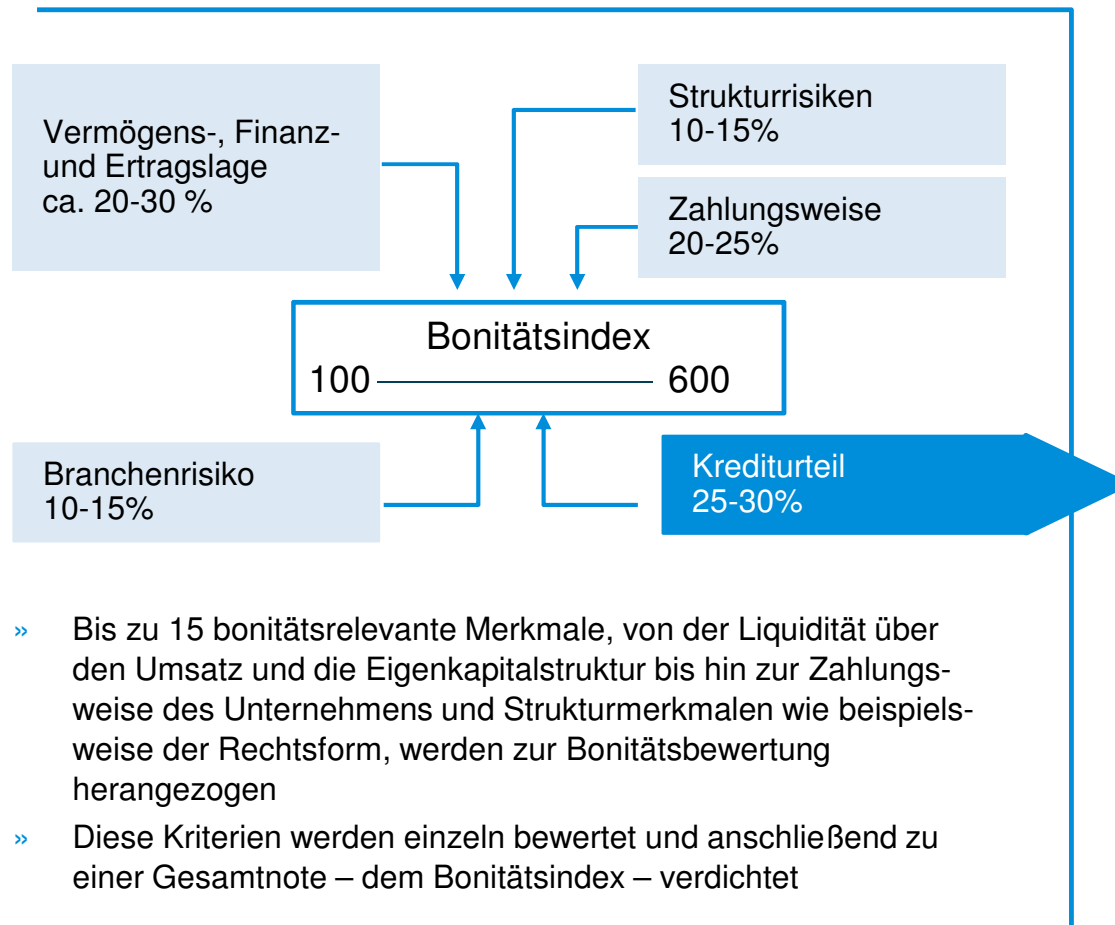 Vermögens-, Finanz-
und Ertragslage
ca. 20-30 %
Strukturrisiken
10-15%
Zahlungsweise
20-25%
Bonitätsindex
100 600
Branchenrisiko
10-15%
Krediturteil
25-30%
» Bis zu 15 bonitätsrelevante Merkmale, von der Liquidität über
den Umsatz und die Eigenkapitalstruktur bis hin zur Zahlungs-
weise des Unternehmens und Strukturmerkmalen wie beispiels-
weise der Rechtsform, werden zur Bonitätsbewertung
herangezogen
» Diese Kriterien werden einzeln bewertet und anschließend zu
einer Gesamtnote – dem Bonitätsindex – verdichtet